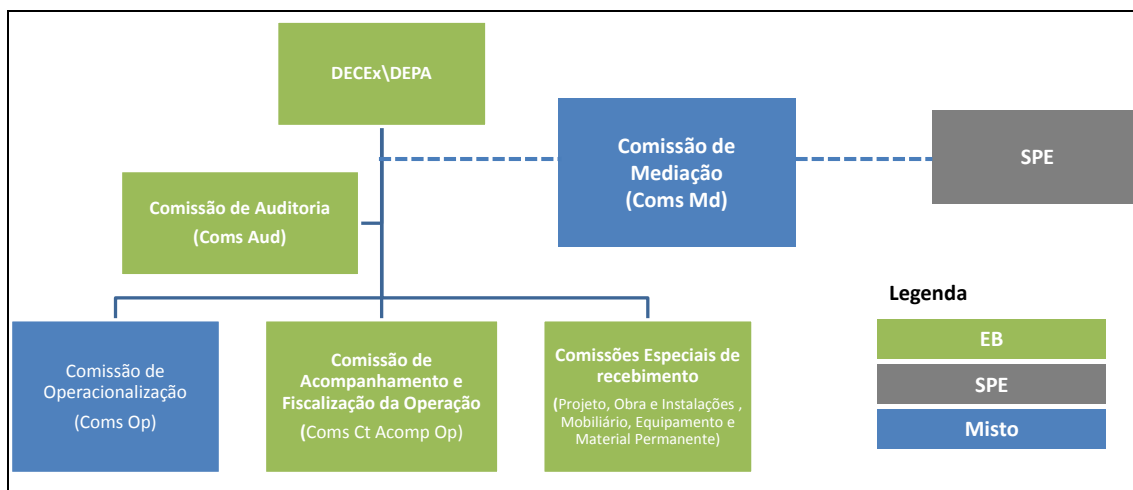 DECEx\DEPA
Comissão de
Mediação
(Coms Md)
SPE
Comissão de Auditoria
(Coms Aud)
Comissão de
Operacionalização
(Coms Op)
Comissão de
Acompanhamento e
Fiscalização da Operação
(Coms Ct Acomp Op)
Comissões Especiais de
recebimento
(Projeto, Obra e Instalações ,
Mobiliário, Equipamento e
Material Permanente)
Legenda
EB
SPE
Misto